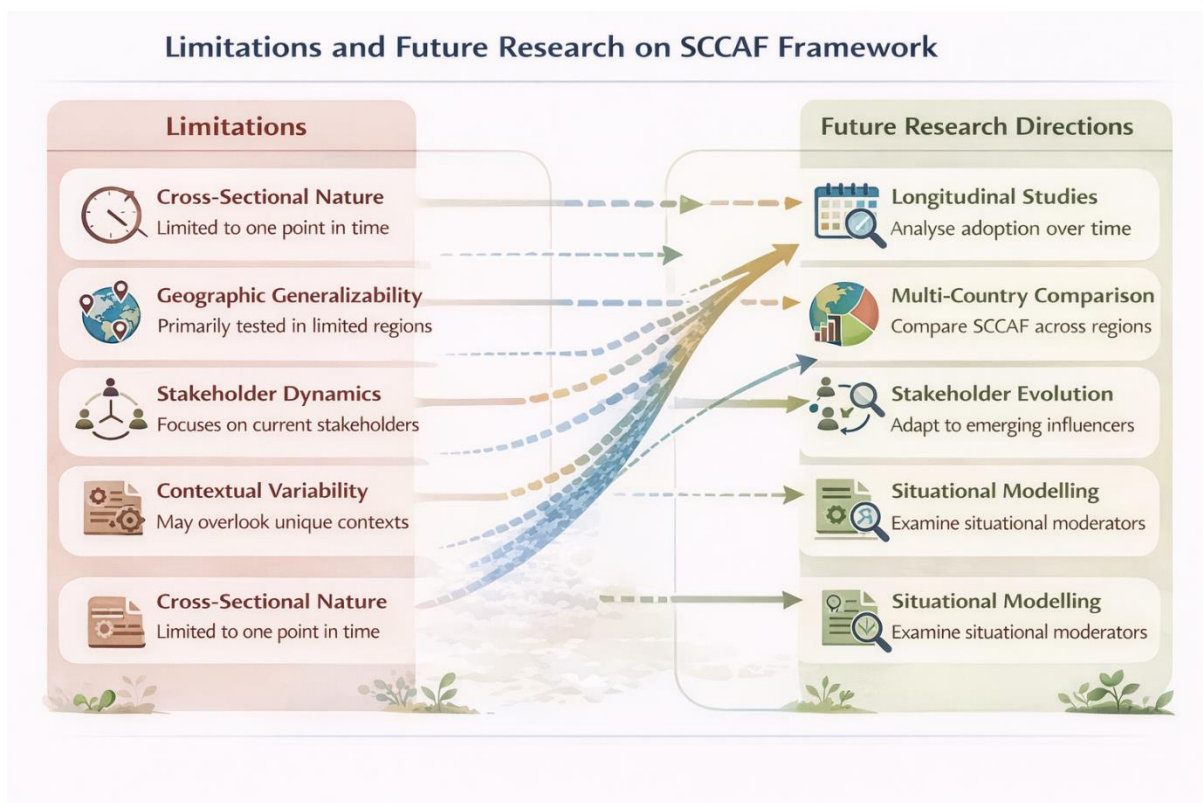 Limitations and Future Research on SCCAF Framework
Limitations
Cross-Sectional Nature
Limited to one point in time
Geographic Generalizability
Primarily tested in limited regions
Stakeholder Dynamics
Focuses on current stakeholders
Contextual Variability
May overlook unique contexts
Cross-Sectional Nature
Limited to one point in time
Future Research Directions
Longitudinal Studies
Analyse adoption over time
Multi-Country Comparison
Compare SCCAF across regions
Stakeholder Evolution
Adapt to emerging influencers
Situational Modelling
Examine situational moderators
Situational Modelling
Examine situational moderators